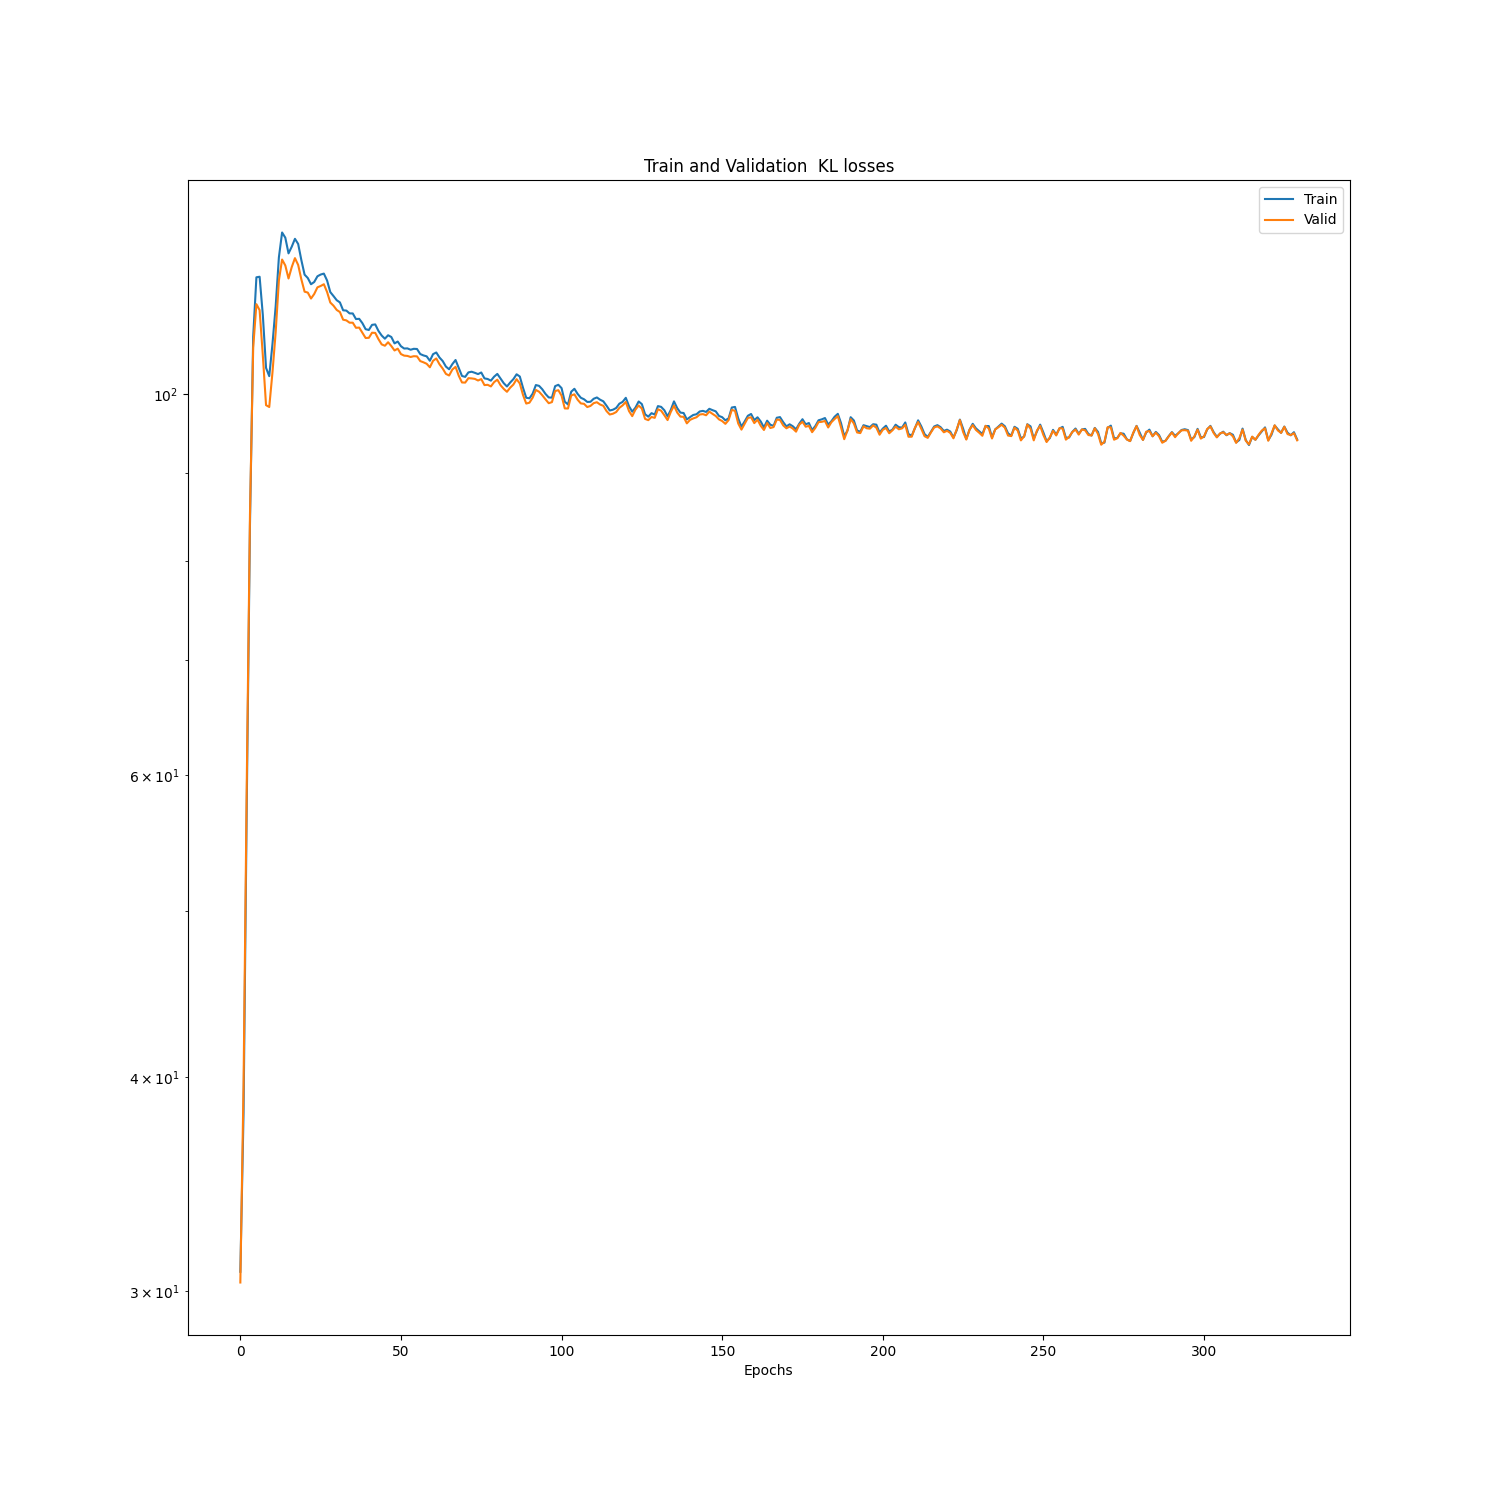 Train and Validation  KL losses
Train
Valid
10²
6 × 10¹
4 × 10¹
3 × 10¹
0 50 100 150 200 250 300
Epochs